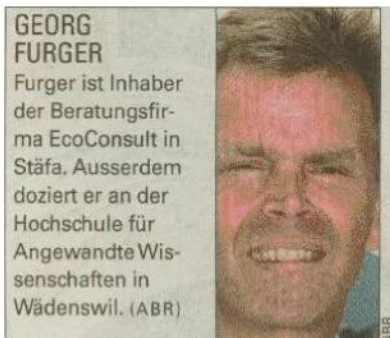 GEORG
FURGER
Furger ist Inhaber
der Beratungsfir-
ma EcoConsult in
Stäfa. Ausserdem
doziert er an der
Hochschule für
Angewandte Wis-
senschaften in
Wädenswil. (ABR)